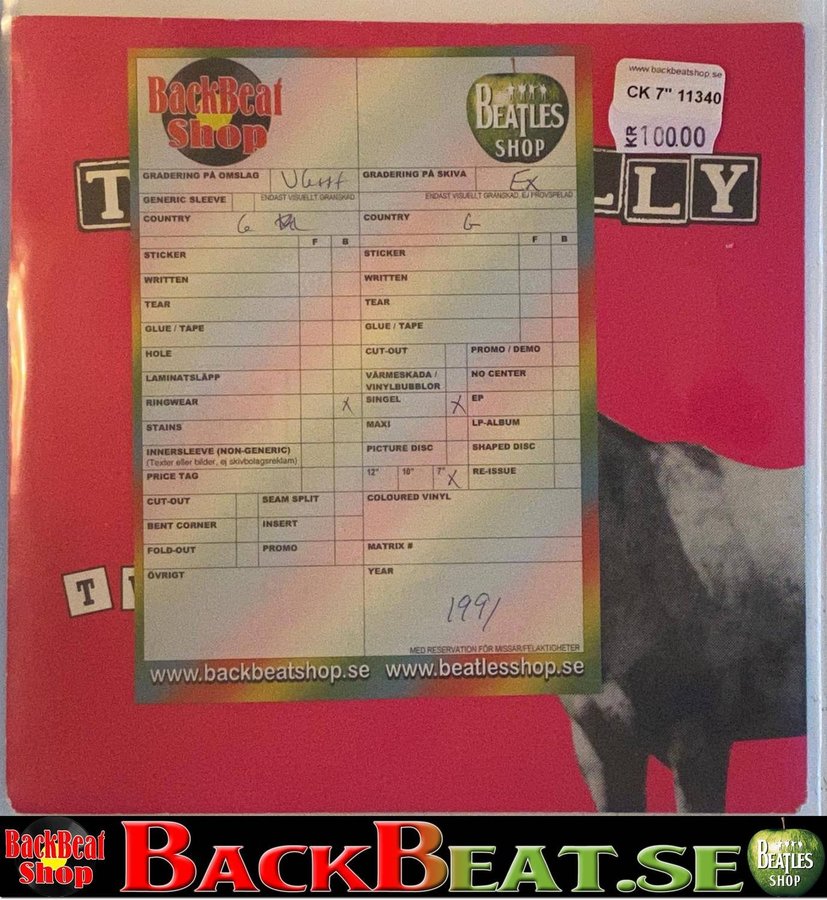 www.backbeatshop.se
CK 7" 11340
KR 100.00
BackBeat
Shop
BEATLES
SHOP
T LLY
GRADERING PÅ OMSLAG
GRADERING PÅ SKIVA Ex
GENERIC SLEEVE ENDAST VISUELLT GRANSKAD
ENDAST VISUELLT GRANSKAD, EJ PROVSPELAD
COUNTRY G
COUNTRY G
F B F B
STICKER STICKER
WRITTEN WRITTEN
TEAR TEAR
GLUE / TAPE GLUE / TAPE
HOLE CUT-OUT PROMO / DEMO
LAMINATSLÄPP VÄRMESKADA / NO CENTER
VINYLBUBBLOR
RINGWEAR X SINGEL X EP
STAINS MAXI LP-ALBUM
INNERSLEEVE (NON-GENERIC) PICTURE DISC SHAPED DISC
(Texter eller bilder, ej skivbolagsreklam)
PRICE TAG 12" 10" 7" X RE-ISSUE
CUT-OUT SEAM SPLIT COLOURED VINYL
BENT CORNER INSERT
FOLD-OUT PROMO MATRIX #
ÖVRIGT YEAR
T
1991
MED RESERVATION FÖR MISSAR/FELAKTIGHETER
www.backbeatshop.se www.beatlesshop.se
BackBeat
Shop
BACKBEAT.SE
BEATLES
SHOP